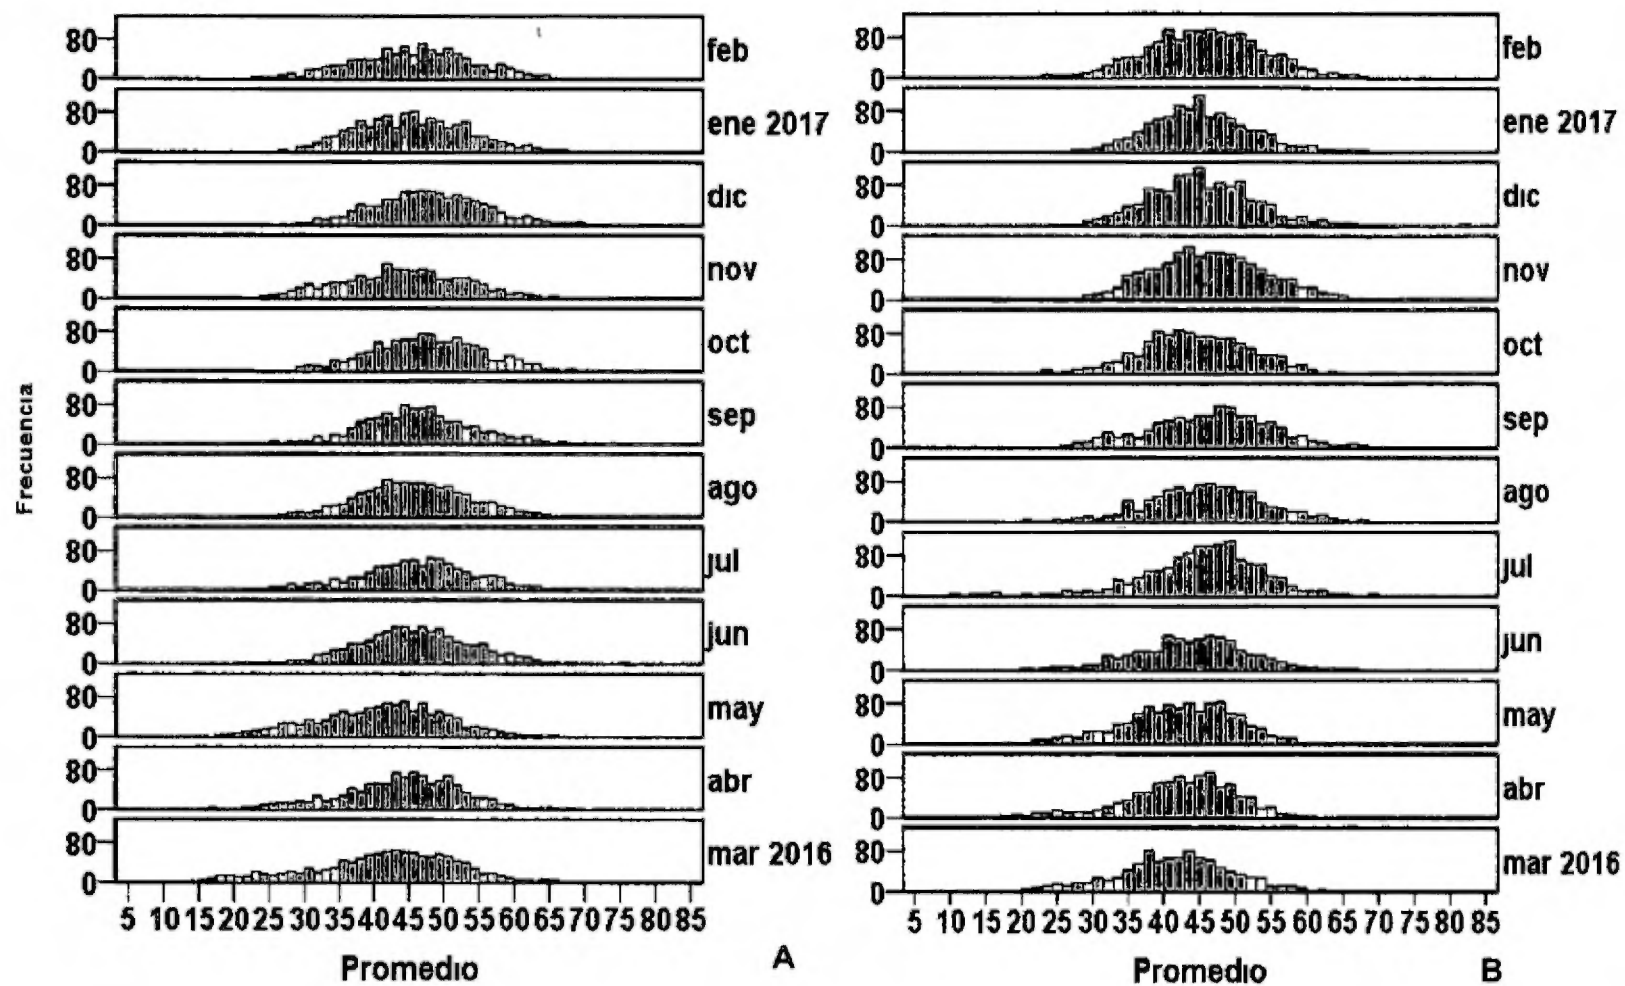 80 0 feb
80 0 ene 2017
80 0 dic
80 0 nov
80 0 oct
80 0 sep
80 0 ago
80 0 jul
80 0 jun
80 0 may
80 0 abr
80 0 mar 2016
5 10 15 20 25 30 35 40 45 50 55 60 65 70 75 80 85
Frecuencia
Promedio
A
80 0 feb
80 0 ene 2017
80 0 dic
80 0 nov
80 0 oct
80 0 sep
80 0 ago
80 0 jul
80 0 jun
80 0 may
80 0 abr
80 0 mar 2016
5 10 15 20 25 30 35 40 45 50 55 60 65 70 75 80 85
Promedio
B